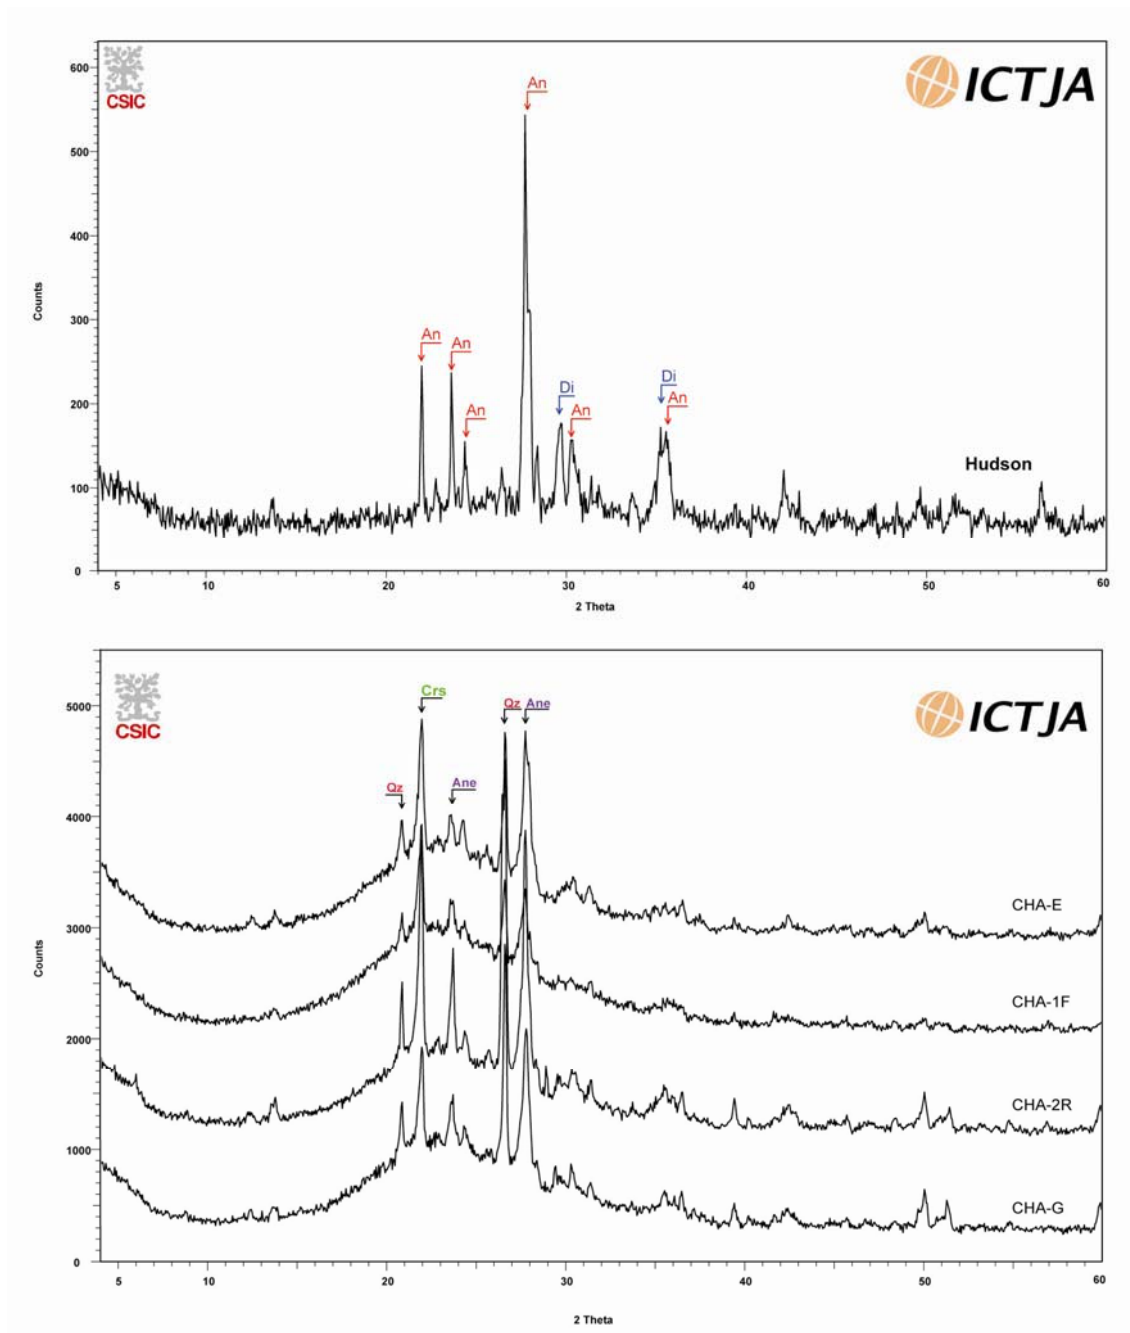 CSIC
ICTJA
600
500
400
300
200
100
0
Counts
An
An
An
An
Di
An
Di
An
Hudson
5
10
20
30
40
50
60
2 Theta
CSIC
ICTJA
5000
4000
3000
2000
1000
0
Counts
Crs
Qz
Ane
Qz
Ane
CHA-E
CHA-1F
CHA-2R
CHA-G
5
10
20
30
40
50
60
2 Theta